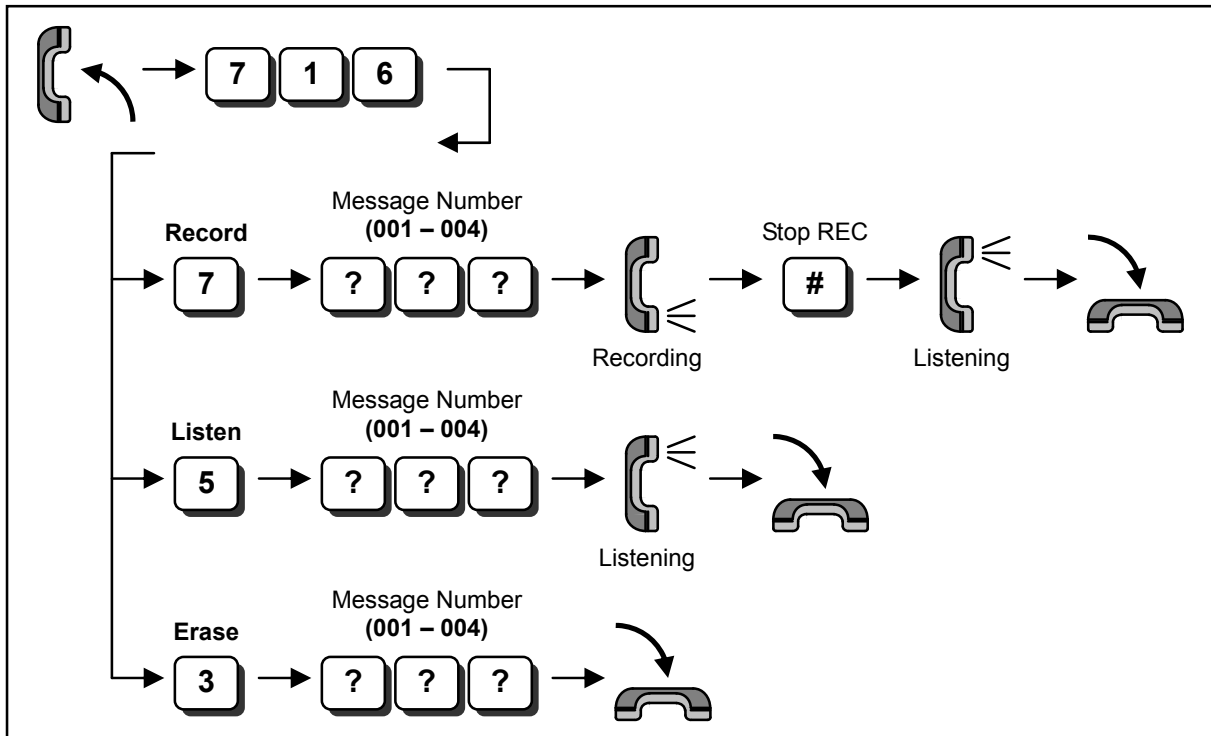 7 1 6
Message Number
(001 – 004)
Record
7 ? ? ?
Stop REC
#
Recording
Listening
Message Number
(001 – 004)
Listen
5 ? ? ?
Listening
Message Number
(001 – 004)
Erase
3 ? ? ?